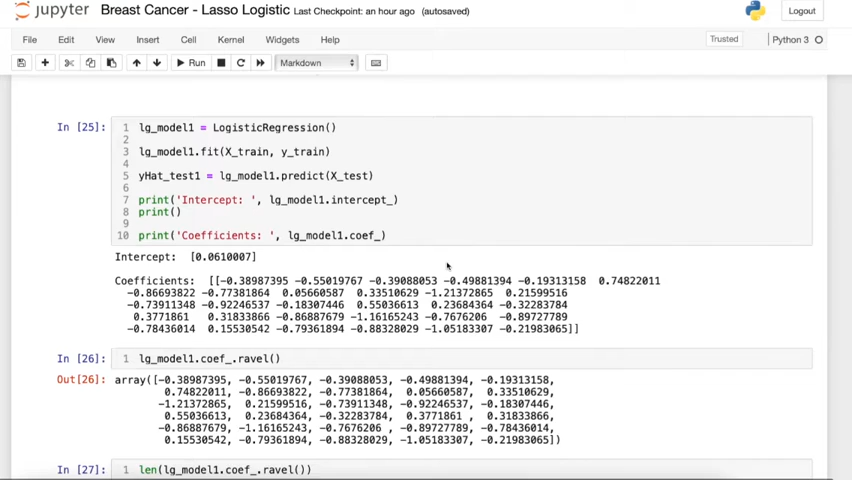 jupyter Breast Cancer - Lasso Logistic Last Checkpoint: an hour ago (autosaved) Logout
File Edit View Insert Cell Kernel Widgets Help Trusted Python 3
Run Markdown
In [25]: 1 lg_model1 = LogisticRegression()
2
3 lg_model1.fit(X_train, y_train)
4
5 yHat_test1 = lg_model1.predict(X_test)
6
7 print('Intercept: ', lg_model1.intercept_)
8 print()
9
10 print('Coefficients: ', lg_model1.coef_)
Intercept: [0.0610007]
Coefficients: [[-0.38987395 -0.55019767 -0.39088053 -0.49881394 -0.19313158 0.74822011
-0.86693822 -0.77381864 0.05660587 0.33510629 -1.21372865 0.21599516
-0.73911348 -0.92246537 -0.18307446 0.55036613 0.23684364 -0.32283784
0.3771861 0.31833866 -0.86887679 -1.16165243 -0.7676206 -0.89727789
-0.78436014 0.15530542 -0.79361894 -0.88328029 -1.05183307 -0.21983065]]
In [26]: 1 lg_model1.coef_.ravel()
Out[26]: array([-0.38987395, -0.55019767, -0.39088053, -0.49881394, -0.19313158,
0.74822011, -0.86693822, -0.77381864, 0.05660587, 0.33510629,
-1.21372865, 0.21599516, -0.73911348, -0.92246537, -0.18307446,
0.55036613, 0.23684364, -0.32283784, 0.3771861 , 0.31833866,
-0.86887679, -1.16165243, -0.7676206 , -0.89727789, -0.78436014,
0.15530542, -0.79361894, -0.88328029, -1.05183307, -0.21983065])
In [27]: 1 len(lg_model1.coef_.ravel())